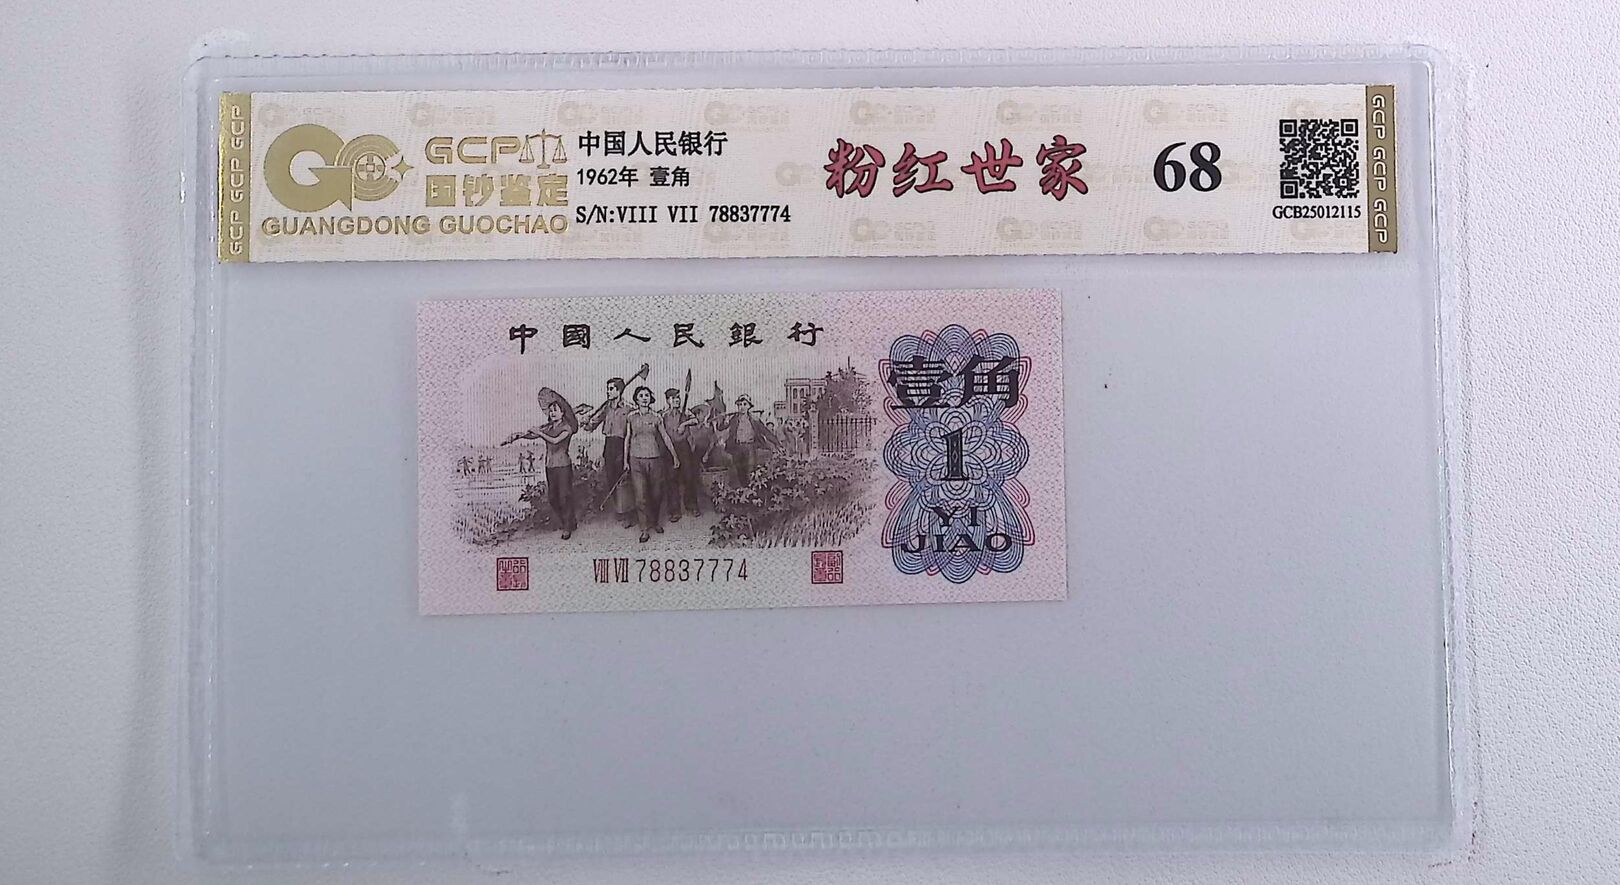 GCP GCP GCP
GCP
国钞鉴定
GUANGDONG GUOCHAO
中国人民银行
1962年 壹角
S/N:VIII VII 78837774
粉红世家
68
GCB25012115
GCP GCP GCP
中國人民銀行
壹角
1
YI
JIAO
VIII VII 78837774